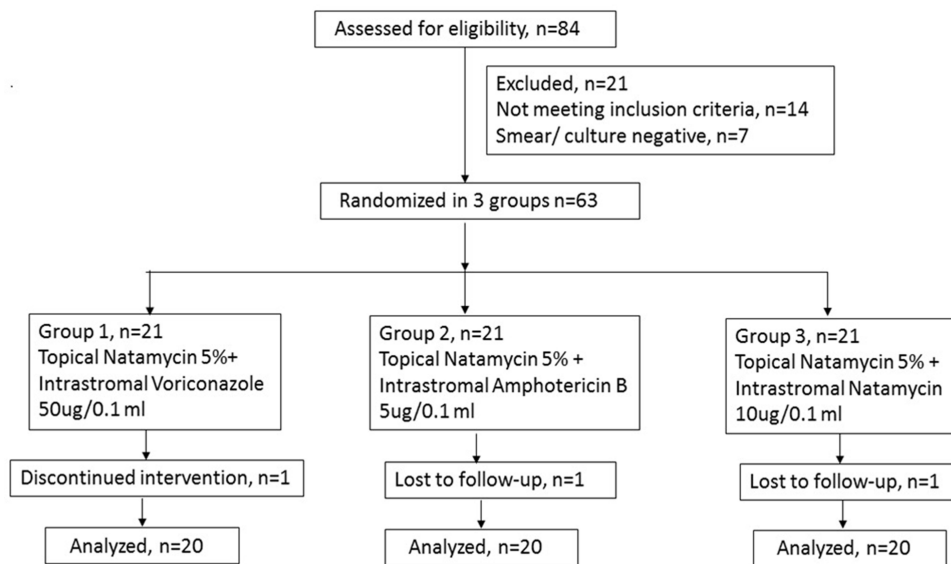 Assessed for eligibility, n=84
Excluded, n=21
Not meeting inclusion criteria, n=14
Smear/ culture negative, n=7
Randomized in 3 groups n=63
Group 1, n=21
Topical Natamycin 5%+
Intrastromal Voriconazole
50ug/0.1 ml
Group 2, n=21
Topical Natamycin 5% +
Intrastromal Amphotericin B
5ug/0.1 ml
Group 3, n=21
Topical Natamycin 5% +
Intrastromal Natamycin
10ug/0.1 ml
Discontinued intervention, n=1
Lost to follow-up, n=1
Lost to follow-up, n=1
Analyzed, n=20
Analyzed, n=20
Analyzed, n=20